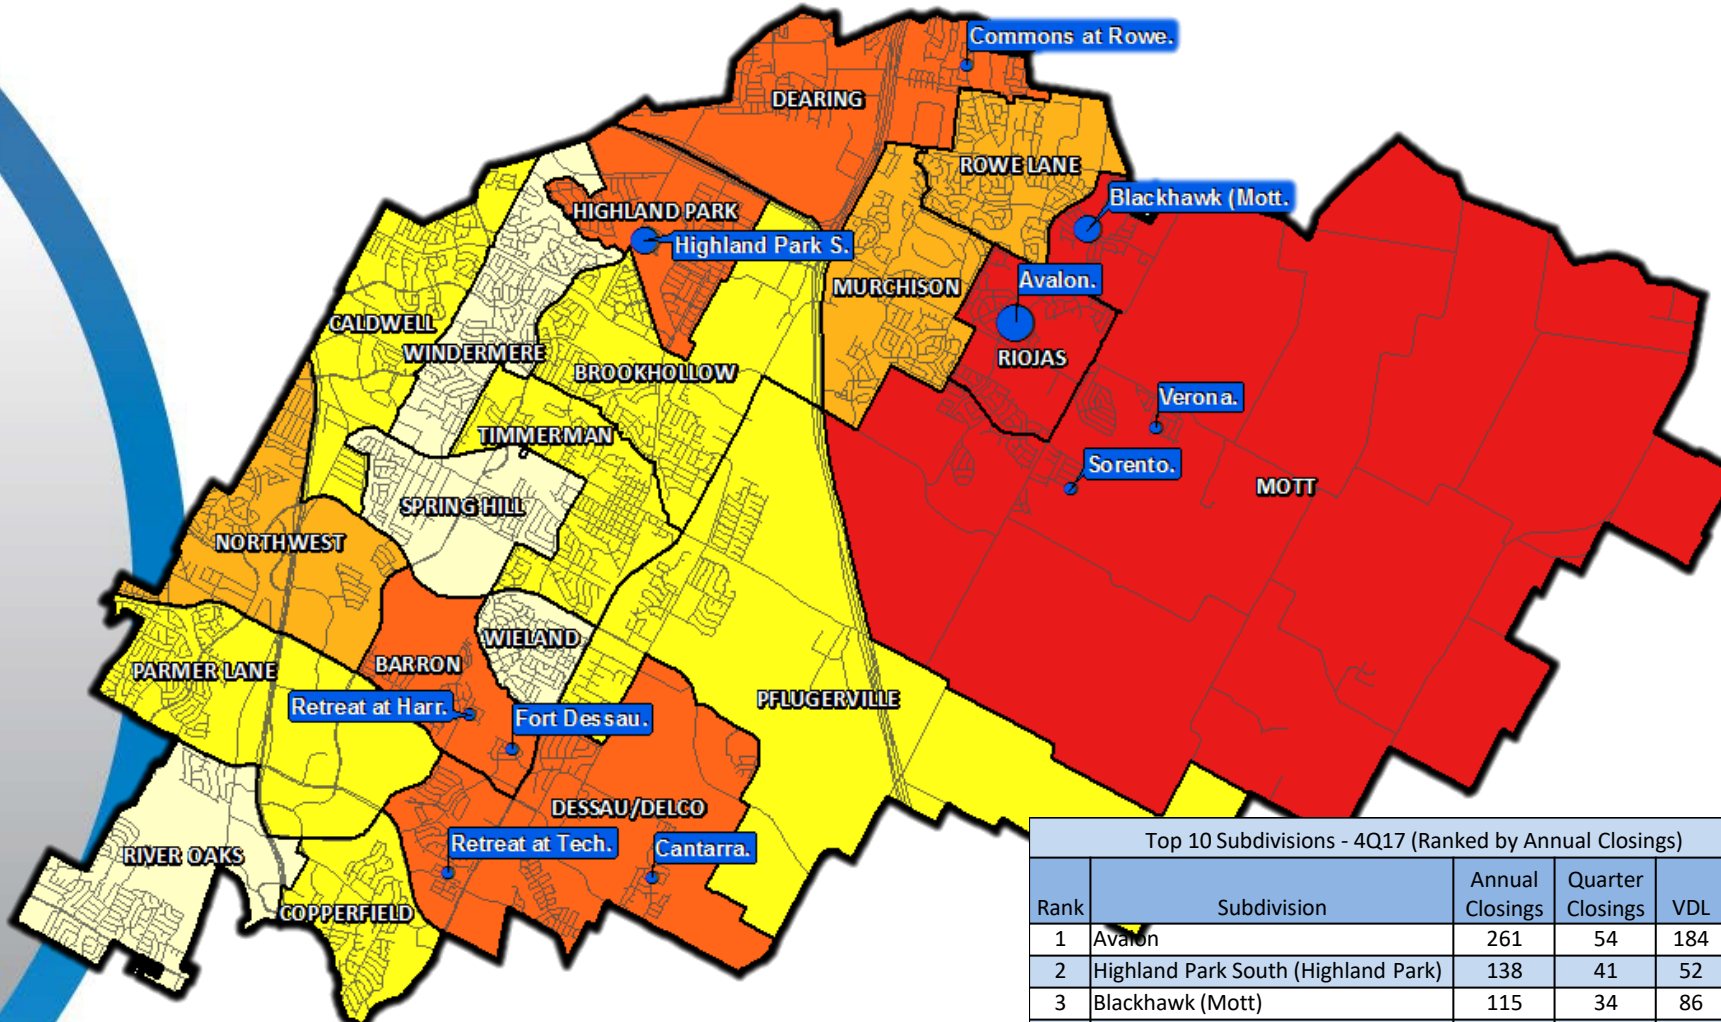 Commons at Rowe.
DEARING
ROWE LANE
Blackhawk (Mott.
HIGHLAND PARK
Highland Park S.
MURCHISON
Avalon.
CALDWELL
WINDERMERE
RIOJAS
BROOKHOLLOW
Verona.
TIMMERMAN
Sorento.
MOTT
SPRING HILL
NORTHWEST
WIELAND
BARRON
PARMER LANE
PFLUGERVILLE
Retreat at Harr.
Fort Dessau.
DESSAU/DELCO
Retreat at Tech.
Cantarra.
RIVER OAKS
COPPERFIELD
Top 10 Subdivisions - 4Q17 (Ranked by Annual Closings)
Rank Subdivision Annual Closings Quarter Closings VDL
1 Avalon 261 54 184
2 Highland Park South (Highland Park) 138 41 52
3 Blackhawk (Mott) 115 34 86